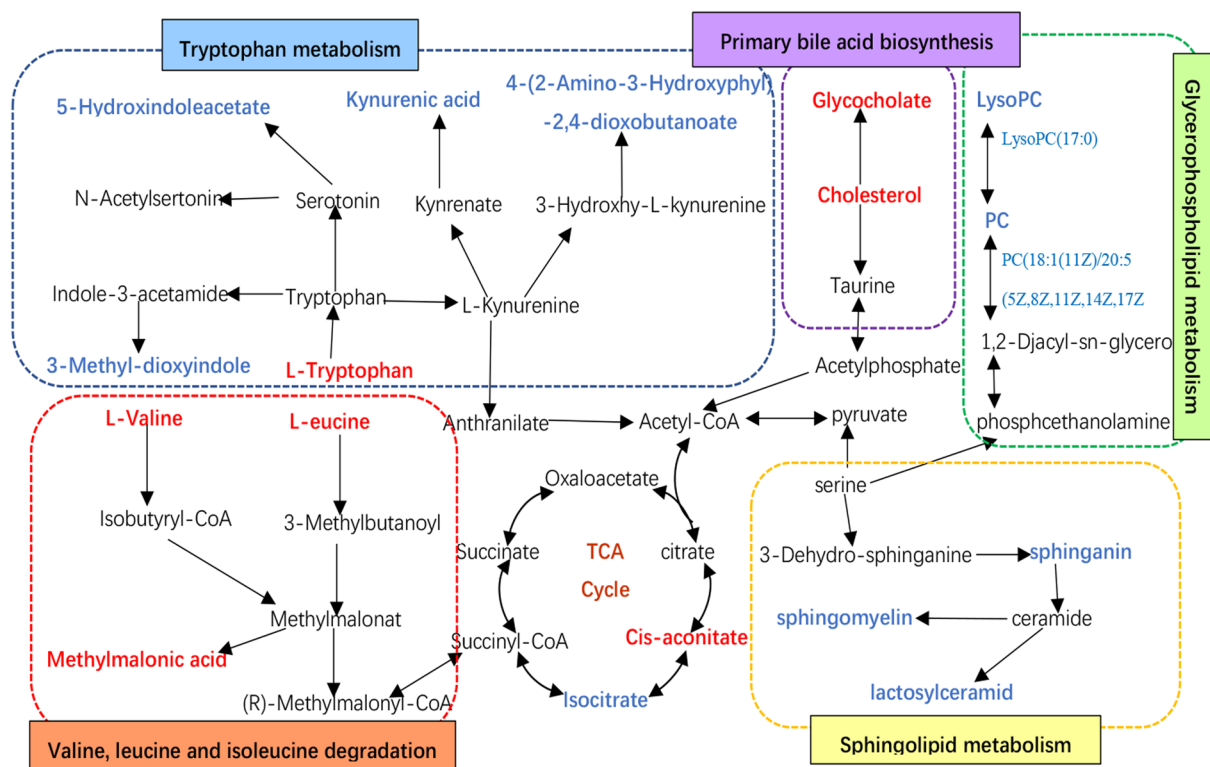 Tryptophan metabolism
Primary bile acid biosynthesis
Glycerophospholipid metabolism
5-Hydroxindoleacetate
Kynurenic acid
4-(2-Amino-3-Hydroxyphyl)
-2,4-dioxobutanoate
Glycocholate
LysoPC
LysoPC(17:0)
N-Acetylsertonin
Serotonin
Kynrenate
3-Hydroxhy-L-kynurenine
Cholesterol
PC
PC(18:1(11Z)/20:5
(5Z,8Z,11Z,14Z,17Z
Indole-3-acetamide
Tryptophan
L-Kynurenine
Taurine
1,2-Djacyl-sn-glycero
3-Methyl-dioxyindole
L-Tryptophan
Acetylphosphate
L-Valine
L-eucine
Anthranilate
Acetyl-CoA
pyruvate
phosphcethanolamine
Oxaloacetate
serine
Isobutyryl-CoA
3-Methylbutanoyl
Succinate
TCA
Cycle
citrate
3-Dehydro-sphinganine
sphinganin
Methylmalonat
sphingomyelin
ceramide
Methylmalonic acid
Succinyl-CoA
Cis-aconitate
(R)-Methylmalonyl-CoA
Isocitrate
lactosylceramid
Valine, leucine and isoleucine degradation
Sphingolipid metabolism